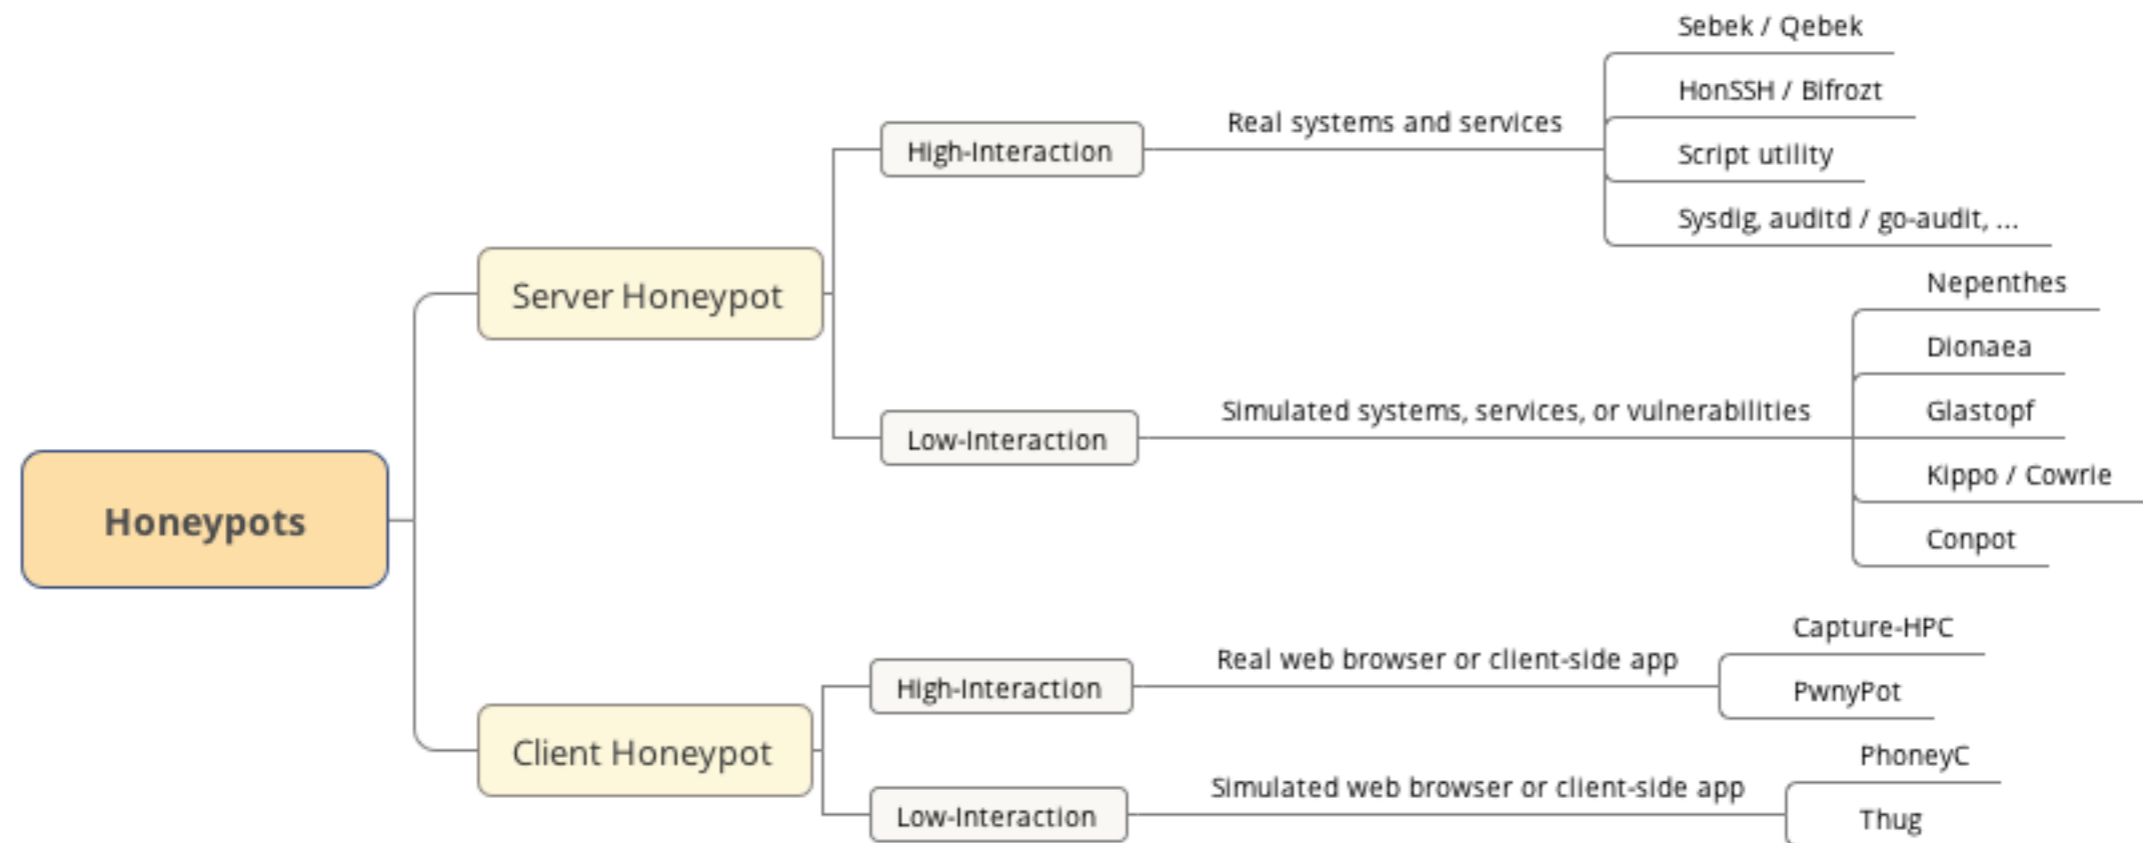 Honeypots
Server Honeypot
High-Interaction
Real systems and services
Sebek / Qebek
HonSSH / Bifrozt
Script utility
Sysdig, auditd / go-audit, ...
Low-Interaction
Simulated systems, services, or vulnerabilities
Nepenthes
Dionaea
Glastopf
Kippo / Cowrie
Conpot
Client Honeypot
High-Interaction
Real web browser or client-side app
Capture-HPC
PwnyPot
Low-Interaction
Simulated web browser or client-side app
PhoneyC
Thug